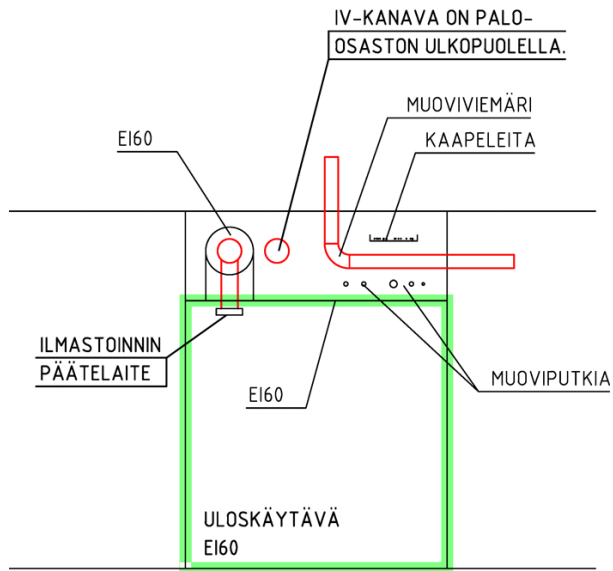 IV-KANAVA ON PALO-
OSASTON ULKOPUOLELLA.
MUOVIVIEMÄRI
EI60
KAAPELEITA
ILMASTOINNIN
PÄÄTELAITE
EI60
MUOVIPUTKIA
ULOSKÄYTÄVÄ
EI60